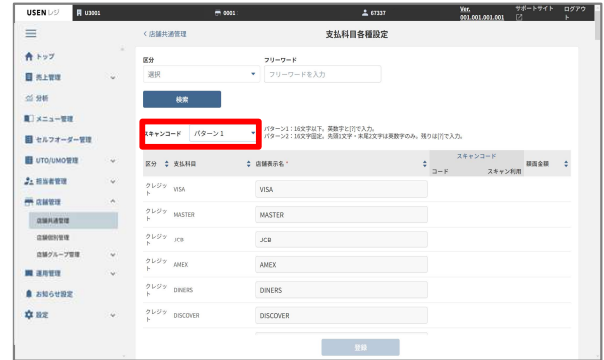 USEN レジ
U3001
0001
67337
Ver. 001.001.001.001
サポートサイト
ログアウト
< 店舗共通管理
支払科目各種設定
トップ
売上管理
分析
メニュー管理
セルフオーダー管理
UTO/UMO管理
担当者管理
店舗管理
店舗共通管理
店舗個別管理
店舗グループ管理
運用管理
お知らせ設定
設定
区分
フリーワード
選択
フリーワードを入力
検索
スキャンコード
パターン 1
パターン1：16文字以下。英数字と[?]で入力。
パターン2：16文字固定。先頭1文字・末尾2文字は英数字のみ。残りは[?]で入力。
区分
支払科目
店舗表示名 *
スキャンコード
コード
スキャン利用
額面金額
クレジット
VISA
VISA
クレジット
MASTER
MASTER
クレジット
JCB
JCB
クレジット
AMEX
AMEX
クレジット
DINERS
DINERS
クレジット
DISCOVER
DISCOVER
登録